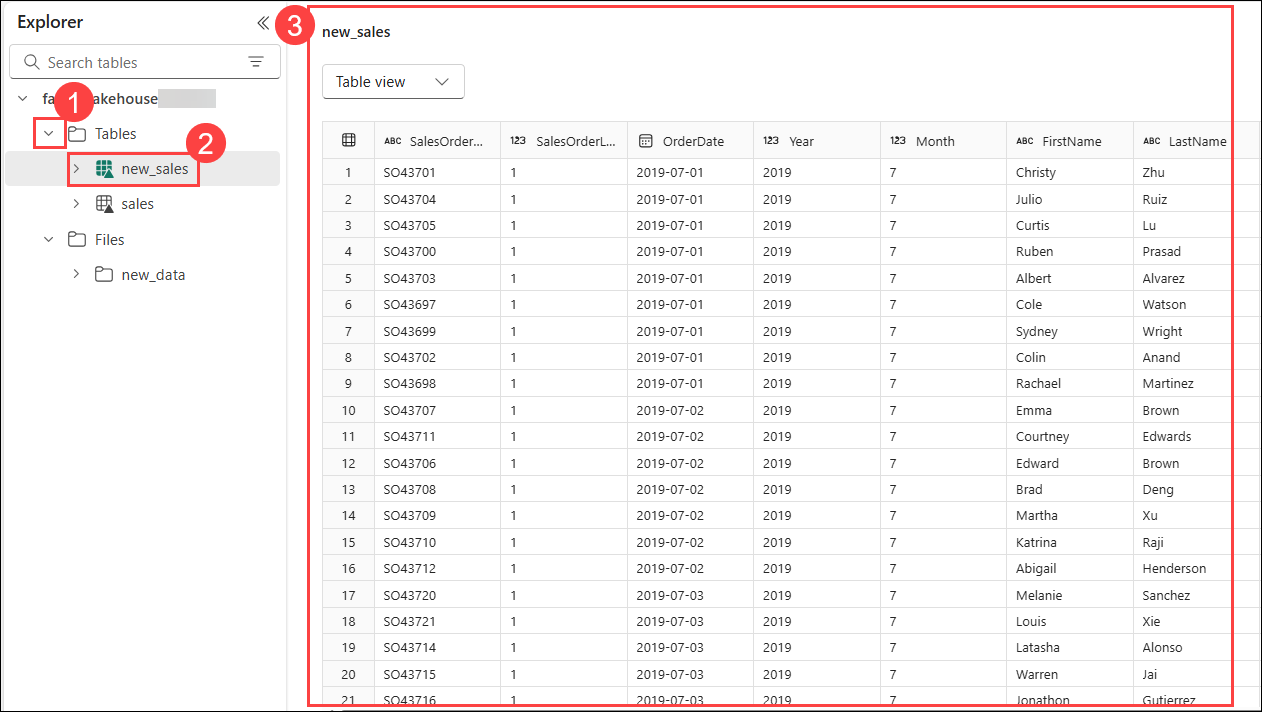 Explorer
Search tables
Tables
new_sales
sales
Files
new_data
1
2
3
new_sales
Table view
ABC SalesOrder... 123 SalesOrderL... OrderDate 123 Year 123 Month ABC FirstName ABC LastName
1 SO43701 1 2019-07-01 2019 7 Christy Zhu
2 SO43704 1 2019-07-01 2019 7 Julio Ruiz
3 SO43705 1 2019-07-01 2019 7 Curtis Lu
4 SO43700 1 2019-07-01 2019 7 Ruben Prasad
5 SO43703 1 2019-07-01 2019 7 Albert Alvarez
6 SO43697 1 2019-07-01 2019 7 Cole Watson
7 SO43699 1 2019-07-01 2019 7 Sydney Wright
8 SO43702 1 2019-07-01 2019 7 Colin Anand
9 SO43698 1 2019-07-01 2019 7 Rachael Martinez
10 SO43707 1 2019-07-02 2019 7 Emma Brown
11 SO43711 1 2019-07-02 2019 7 Courtney Edwards
12 SO43706 1 2019-07-02 2019 7 Edward Brown
13 SO43708 1 2019-07-02 2019 7 Brad Deng
14 SO43709 1 2019-07-02 2019 7 Martha Xu
15 SO43710 1 2019-07-02 2019 7 Katrina Raji
16 SO43712 1 2019-07-02 2019 7 Abigail Henderson
17 SO43720 1 2019-07-03 2019 7 Melanie Sanchez
18 SO43721 1 2019-07-03 2019 7 Louis Xie
19 SO43714 1 2019-07-03 2019 7 Latasha Alonso
20 SO43715 1 2019-07-03 2019 7 Warren Jai
21 SO43716 1 2019-07-03 2019 7 Jonathon Gutierrez